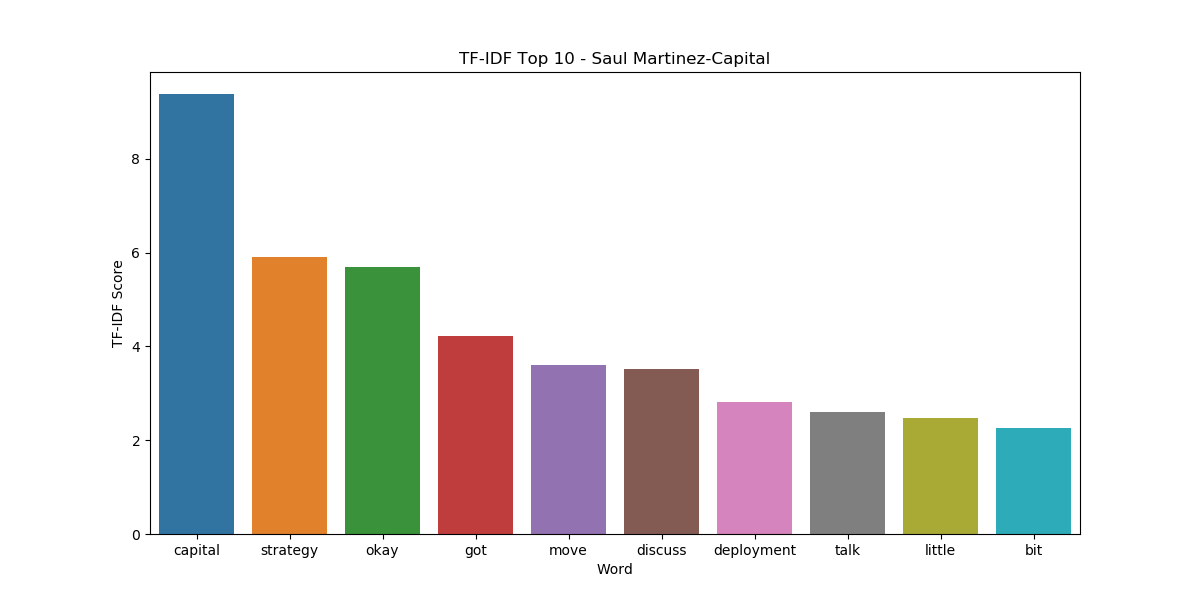 TF-IDF Top 10 - Saul Martinez-Capital
TF-IDF Score
8
6
4
2
0
capital strategy okay got move discuss deployment talk little bit
Word